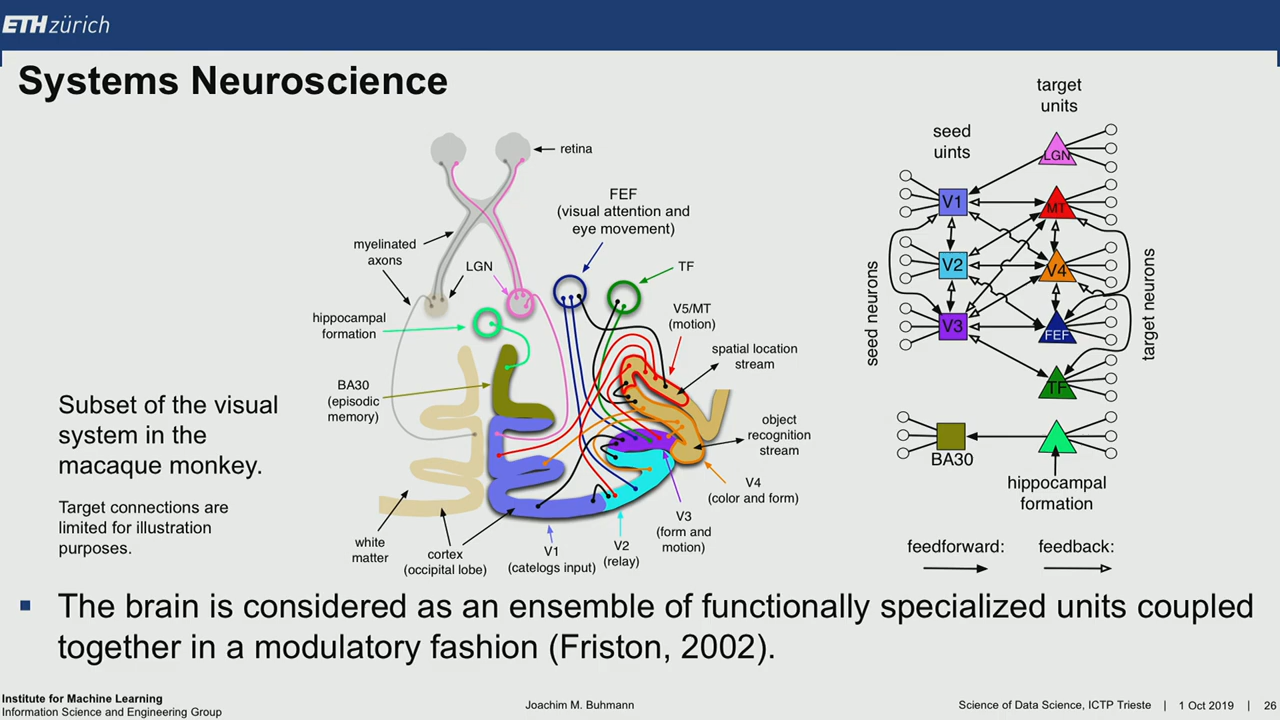 ETH zürich
Systems Neuroscience
retina
FEF
(visual attention and
eye movement)
myelinated
axons
LGN
TF
hippocampal
formation
V5/MT
(motion)
spatial location
stream
BA30
(episodic
memory)
object
recognition
stream
V4
(color and form)
V3
(form and
motion)
white
matter
cortex
(occipital lobe)
V1
(catelogs input)
V2
(relay)
Subset of the visual
system in the
macaque monkey.
Target connections are
limited for illustration
purposes.
target
units
seed
uints
LGN
V1
MT
V2
V4
V3
FEF
TF
seed neurons
target neurons
BA30
hippocampal
formation
feedforward:
feedback:
The brain is considered as an ensemble of functionally specialized units coupled
together in a modulatory fashion (Friston, 2002).
Institute for Machine Learning
Information Science and Engineering Group
Joachim M. Buhmann
Science of Data Science, ICTP Trieste | 1 Oct 2019 | 26